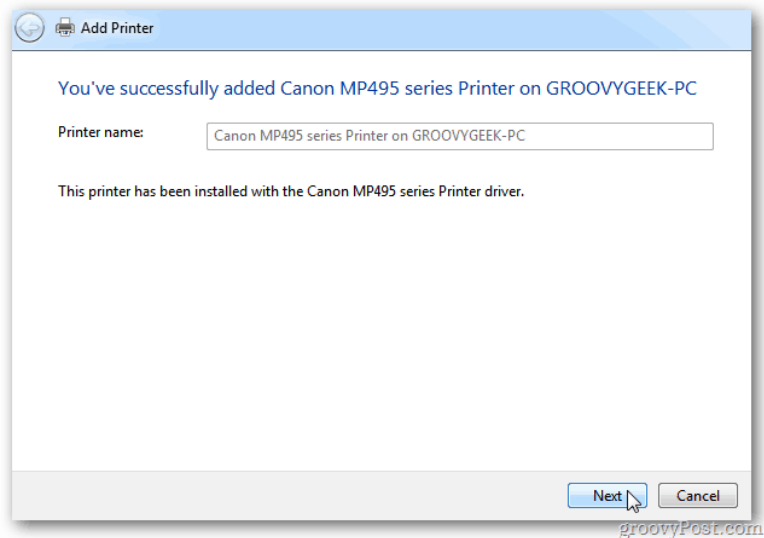 Add Printer
You've successfully added Canon MP495 series Printer on GROOVYGEEK-PC
Printer name:
Canon MP495 series Printer on GROOVYGEEK-PC
This printer has been installed with the Canon MP495 series Printer driver.
Next
Cancel
groovyPost.com